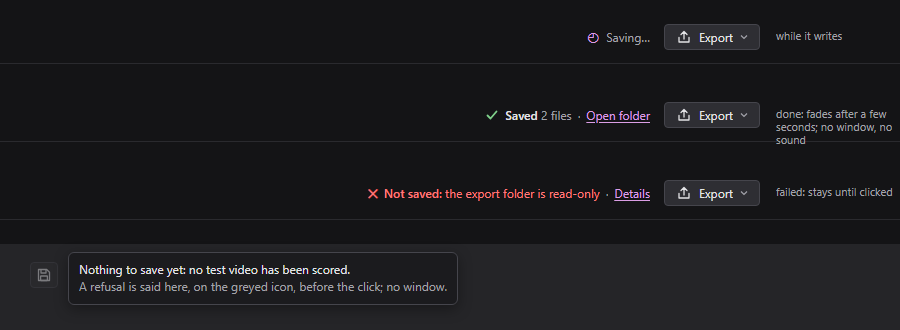 Saving... Export while it writes
Saved 2 files · Open folder Export done: fades after a few
seconds; no window, no
sound
Not saved: the export folder is read-only · Details Export failed: stays until clicked
Nothing to save yet: no test video has been scored.
A refusal is said here, on the greyed icon, before the click; no window.